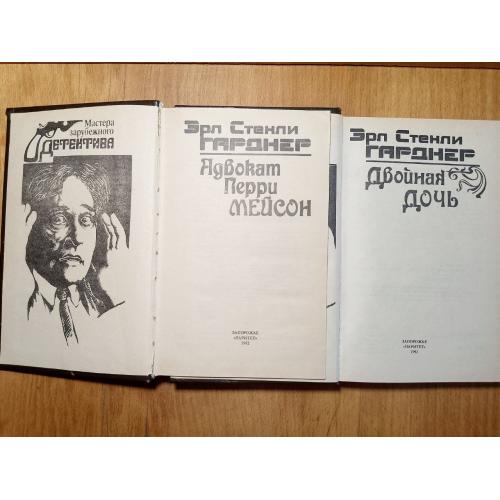 Мастера
зарубежного
ДЕТЕКТИВА
Эрл Стенли
ГАРДНЕР
Адвокат
Перри
МЕЙСОН
ЗАПОРОЖЬЕ
«ПАРИТЕТ»
1992
Эрл Стенли
ГАРДНЕР
Двойная
ДОЧЬ
ЗАПОРОЖЬЕ
«ПАРИТЕТ»